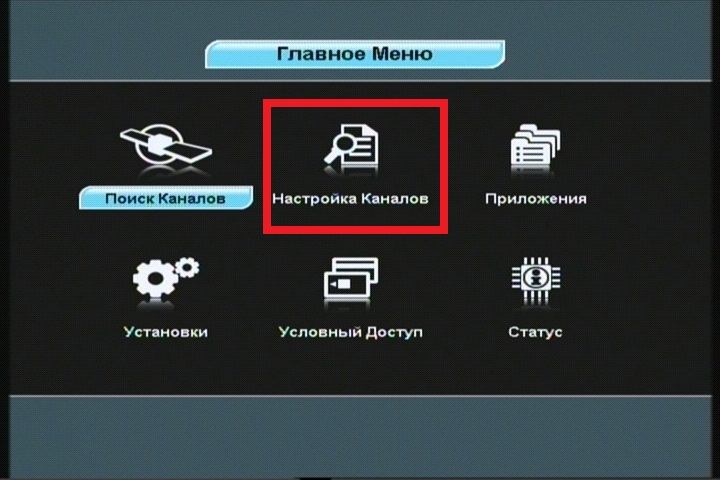 Главное Меню
Поиск Каналов
Настройка Каналов
Приложения
Установки
Условный Доступ
Статус